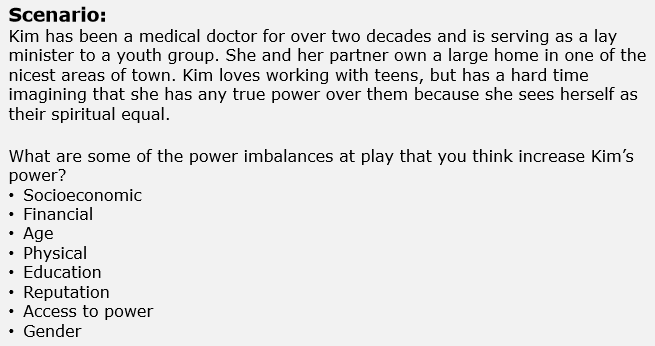 Scenario:
Kim has been a medical doctor for over two decades and is serving as a lay
minister to a youth group. She and her partner own a large home in one of the
nicest areas of town. Kim loves working with teens, but has a hard time
imagining that she has any true power over them because she sees herself as
their spiritual equal.
What are some of the power imbalances at play that you think increase Kim’s
power?
• Socioeconomic
• Financial
• Age
• Physical
• Education
• Reputation
• Access to power
• Gender